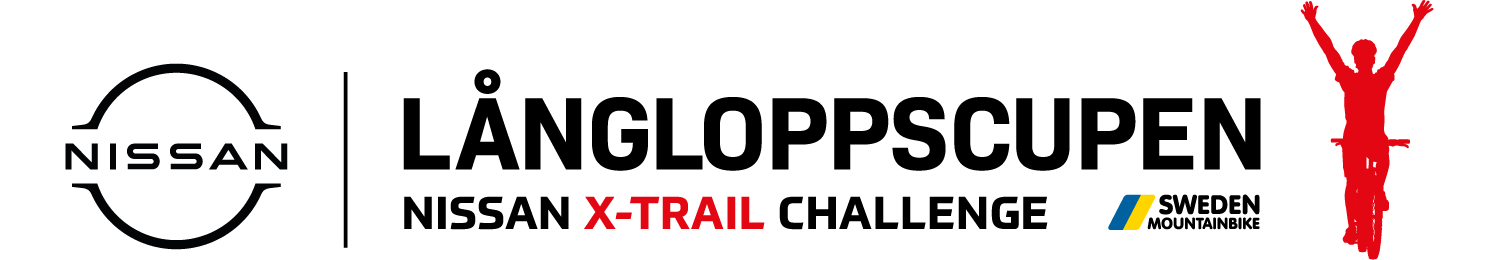 NISSAN
LÅNGLOPPSCUPEN
NISSAN X-TRAIL CHALLENGE
SWEDEN
MOUNTAINBIKE